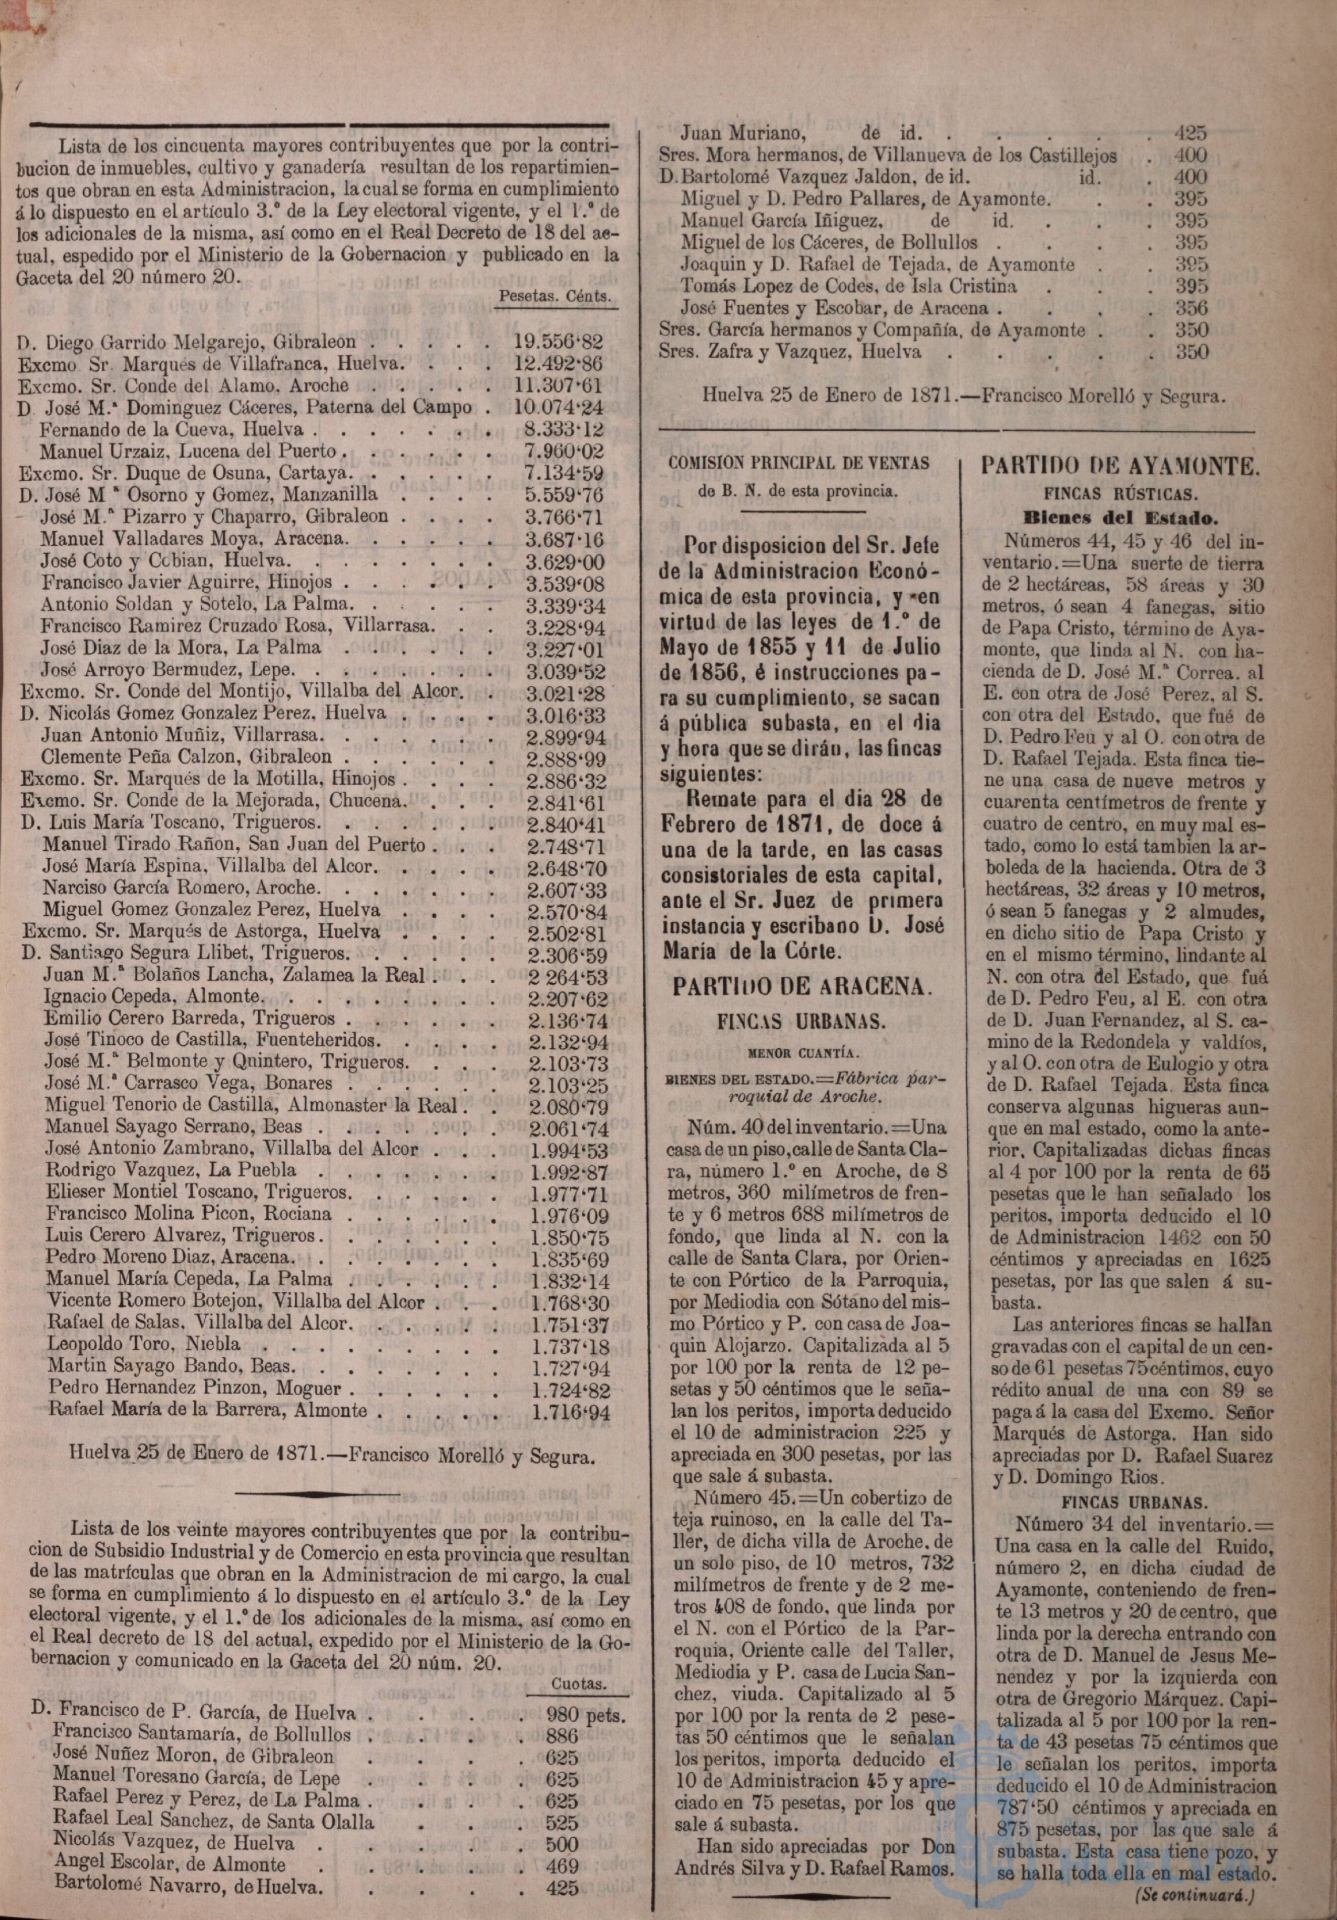 Lista de los cincuenta mayores contribuyentes que por la contri-
bucion de inmuebles, cultivo y ganadería resultan de los repartimien-
tos que obran en esta Administracion, la cual se forma en cumplimiento
á lo dispuesto en el artículo 3.º de la Ley electoral vigente, y el 1.º de
los adicionales de la misma, así como en el Real Decreto de 18 del ac-
tual, espedido por el Ministerio de la Gobernacion y publicado en la
Gaceta del 20 número 20.
Pesetas. Cénts.
D. Diego Garrido Melgarejo, Gibraleon . . . . . 19.556‘82
Excmo. Sr. Marqués de Villafranca, Huelva. . . . 12.492‘86
Excmo. Sr. Conde del Alamo, Aroche . . . . . 11.307‘61
D. José M.ª Dominguez Cáceres, Paterna del Campo . 10.074‘24
Fernando de la Cueva, Huelva . . . . . . . 8.333‘12
Manuel Urzaiz, Lucena del Puerto . . . . . . 7.960‘02
Excmo. Sr. Duque de Osuna, Cartaya. . . . . . 7.134‘59
D. José M.ª Osorno y Gomez, Manzanilla . . . . 5.559‘76
José M.ª Pizarro y Chaparro, Gibraleon . . . . 3.766‘71
Manuel Valladares Moya, Aracena. . . . . . 3.687‘16
José Coto y Cobian, Huelva. . . . . . . . 3.629‘00
Francisco Javier Aguirre, Hinojos . . . . . . 3.539‘08
Antonio Soldan y Sotelo, La Palma. . . . . . 3.339‘34
Francisco Ramirez Cruzado Rosa, Villarrasa. . . 3.228‘94
José Diaz de la Mora, La Palma . . . . . . 3.227‘01
José Arroyo Bermudez, Lepe. . . . . . . . 3.039‘52
Excmo. Sr. Conde del Montijo, Villalba del Alcor. . 3.021‘28
D. Nicolás Gomez Gonzalez Perez, Huelva . . . . 3.016‘33
Juan Antonio Muñiz, Villarrasa. . . . . . . 2.899‘94
Clemente Peña Calzon, Gibraleon . . . . . . 2.888‘99
Excmo. Sr. Marqués de la Motilla, Hinojos . . . . 2.886‘32
Excmo. Sr. Conde de la Mejorada, Chucena. . . . 2.841‘61
D. Luis María Toscano, Trigueros. . . . . . . 2.840‘41
Manuel Tirado Rañon, San Juan del Puerto . . . 2.748‘71
José María Espina, Villalba del Alcor. . . . . 2.648‘70
Narciso García Romero, Aroche. . . . . . . 2.607‘33
Miguel Gomez Gonzalez Perez, Huelva . . . . 2.570‘84
Excmo. Sr. Marqués de Astorga, Huelva . . . . 2.502‘81
D. Santiago Segura Llibet, Trigueros. . . . . . 2.306‘59
Juan M.ª Bolaños Lancha, Zalamea la Real . . . 2 264‘53
Ignacio Cepeda, Almonte. . . . . . . . . 2.207‘62
Emilio Cerero Barreda, Trigueros . . . . . . 2.136‘74
José Tinoco de Castilla, Fuenteheridos. . . . . 2.132‘94
José M.ª Belmonte y Quintero, Trigueros. . . . 2.103‘73
José M.ª Carrasco Vega, Bonares . . . . . . 2.103‘25
Miguel Tenorio de Castilla, Almonaster la Real . . 2.080‘79
Manuel Sayago Serrano, Beas . . . . . . . 2.061‘74
José Antonio Zambrano, Villalba del Alcor . . . 1.994‘53
Rodrigo Vazquez, La Puebla . . . . . . . 1.992‘87
Elieser Montiel Toscano, Trigueros. . . . . . 1.977‘71
Francisco Molina Picon, Rociana . . . . . . 1.976‘09
Luis Cerero Alvarez, Trigueros . . . . . . . 1.850‘75
Pedro Moreno Diaz, Aracena. . . . . . . . 1.835‘69
Manuel María Cepeda, La Palma . . . . . . 1.832‘14
Vicente Romero Botejon, Villalba del Alcor . . . 1.768‘30
Rafael de Salas, Villalba del Alcor. . . . . . 1.751‘37
Leopoldo Toro, Niebla . . . . . . . . . 1.737‘18
Martin Sayago Bando, Beas. . . . . . . . 1.727‘94
Pedro Hernandez Pinzon, Moguer . . . . . . 1.724‘82
Rafael María de la Barrera, Almonte . . . . . 1.716‘94
Huelva 25 de Enero de 1871.—Francisco Morelló y Segura.
Lista de los veinte mayores contribuyentes que por la contribu-
cion de Subsidio Industrial y de Comercio en esta provincia que resultan
de las matrículas que obran en la Administracion de mi cargo, la cual
se forma en cumplimiento á lo dispuesto en el artículo 3.º de la Ley
electoral vigente, y el 1.º de los adicionales de la misma, así como en
el Real decreto de 18 del actual, expedido por el Ministerio de la Go-
bernacion y comunicado en la Gaceta del 20 núm. 20.
Cuotas.
D. Francisco de P. García, de Huelva . . . . 980 pets.
Francisco Santamaría, de Bollullos . . . . 886
José Nuñez Moron, de Gibraleon . . . . 625
Manuel Toresano García, de Lepe . . . . 625
Rafael Perez y Perez, de La Palma . . . . 625
Rafael Leal Sanchez, de Santa Olalla . . . 525
Nicolás Vazquez, de Huelva . . . . . 500
Angel Escolar, de Almonte . . . . . 469
Bartolomé Navarro, de Huelva. . . . . 425
Juan Muriano, de id. . . . . . 425
Sres. Mora hermanos, de Villanueva de los Castillejos . 400
D. Bartolomé Vazquez Jaldon, de id. id. . 400
Miguel y D. Pedro Pallares, de Ayamonte. . . 395
Manuel García Iñiguez, de id. . . . 395
Miguel de los Cáceres, de Bollullos . . . . 395
Joaquin y D. Rafael de Tejada, de Ayamonte . . 395
Tomás Lopez de Codes, de Isla Cristina . . . 395
José Fuentes y Escobar, de Aracena . . . . 356
Sres. García hermanos y Compañía, de Ayamonte . . 350
Sres. Zafra y Vazquez, Huelva . . . . . 350
Huelva 25 de Enero de 1871.—Francisco Morelló y Segura.
COMISION PRINCIPAL DE VENTAS
de B. N. de esta provincia.
Por disposicion del Sr. Jefe
de la Administracion Econó-
mica de esta provincia, y en
virtud de las leyes de 1.º de
Mayo de 1855 y 11 de Julio
de 1856, é instrucciones pa-
ra su cumplimiento, se sacan
á pública subasta, en el dia
y hora que se dirán, las fincas
siguientes:
Remate para el dia 28 de
Febrero de 1871, de doce á
una de la tarde, en las casas
consistoriales de esta capital,
ante el Sr. Juez de primera
instancia y escribano D. José
María de la Córte.
PARTIDO DE ARACENA.
FINCAS URBANAS.
MENOR CUANTÍA.
BIENES DEL ESTADO.=Fábrica par-
roquial de Aroche.
Núm. 40 del inventario.=Una
casa de un piso, calle de Santa Cla-
ra, número 1.º en Aroche, de 8
metros, 360 milímetros de fren-
te y 6 metros 688 milímetros de
fondo, que linda al N. con la
calle de Santa Clara, por Orien-
te con Pórtico de la Parroquia,
por Mediodia con Sótano del mis-
mo Pórtico y P. con casa de Joa-
quin Alojarzo. Capitalizada al 5
por 100 por la renta de 12 pe-
setas y 50 céntimos que le seña-
lan los peritos, importa deducido
el 10 de administracion 225 y
apreciada en 300 pesetas, por las
que sale á subasta.
Número 45.=Un cobertizo de
teja ruinoso, en la calle del Ta-
ller, de dicha villa de Aroche, de
un solo piso, de 10 metros, 732
milímetros de frente y de 2 me-
tros 408 de fondo, que linda por
el N. con el Pórtico de la Par-
roquia, Oriente calle del Taller,
Mediodia y P. casa de Lucia San-
chez, viuda. Capitalizado al 5
por 100 por la renta de 2 pese-
tas 50 céntimos que le señalan
los peritos, importa deducido el
10 de Administracion 45 y apre-
ciado en 75 pesetas, por los que
sale á subasta.
Han sido apreciadas por Don
Andrés Silva y D. Rafael Ramos.
PARTIDO DE AYAMONTE.
FINCAS RÚSTICAS.
Bienes del Estado.
Números 44, 45 y 46 del in-
ventario.=Una suerte de tierra
de 2 hectáreas, 58 áreas y 30
metros, ó sean 4 fanegas, sitio
de Papa Cristo, término de Aya-
monte, que linda al N. con ha-
cienda de D. José M.ª Correa, al
E. con otra de José Perez, al S.
con otra del Estado, que fué de
D. Pedro Feu y al O. con otra de
D. Rafael Tejada. Esta finca tie-
ne una casa de nueve metros y
cuarenta centímetros de frente y
cuatro de centro, en muy mal es-
tado, como lo está tambien la ar-
boleda de la hacienda. Otra de 3
hectáreas, 32 áreas y 10 metros,
ó sean 5 fanegas y 2 almudes,
en dicho sitio de Papa Cristo y
en el mismo término, lindante al
N. con otra del Estado, que fuá
de D. Pedro Feu, al E. con otra
de D. Juan Fernandez, al S. ca-
mino de la Redondela y valdíos,
y al O. con otra de Eulogio y otra
de D. Rafael Tejada. Esta finca
conserva algunas higueras aun-
que en mal estado, como la ante-
rior. Capitalizadas dichas fincas
al 4 por 100 por la renta de 65
pesetas que le han señalado los
peritos, importa deducido el 10
de Administracion 1462 con 50
céntimos y apreciadas en 1625
pesetas, por las que salen á su-
basta.
Las anteriores fincas se hallan
gravadas con el capital de un cen-
so de 61 pesetas 75 céntimos, cuyo
rédito anual de una con 89 se
paga á la casa del Excmo. Señor
Marqués de Astorga. Han sido
apreciadas por D. Rafael Suarez
y D. Domingo Rios.
FINCAS URBANAS.
Número 34 del inventario.=
Una casa en la calle del Ruido,
número 2, en dicha ciudad de
Ayamonte, conteniendo de fren-
te 13 metros y 20 de centro, que
linda por la derecha entrando con
otra de D. Manuel de Jesus Me-
nendez y por la izquierda con
otra de Gregorio Márquez. Capi-
talizada al 5 por 100 por la ren-
ta de 43 pesetas 75 céntimos que
le señalan los peritos, importa
deducido el 10 de Administracion
787‘50 céntimos y apreciada en
875 pesetas, por las que sale á
subasta. Esta casa tiene pozo, y
se halla toda ella en mal estado.
(Se continuará.)